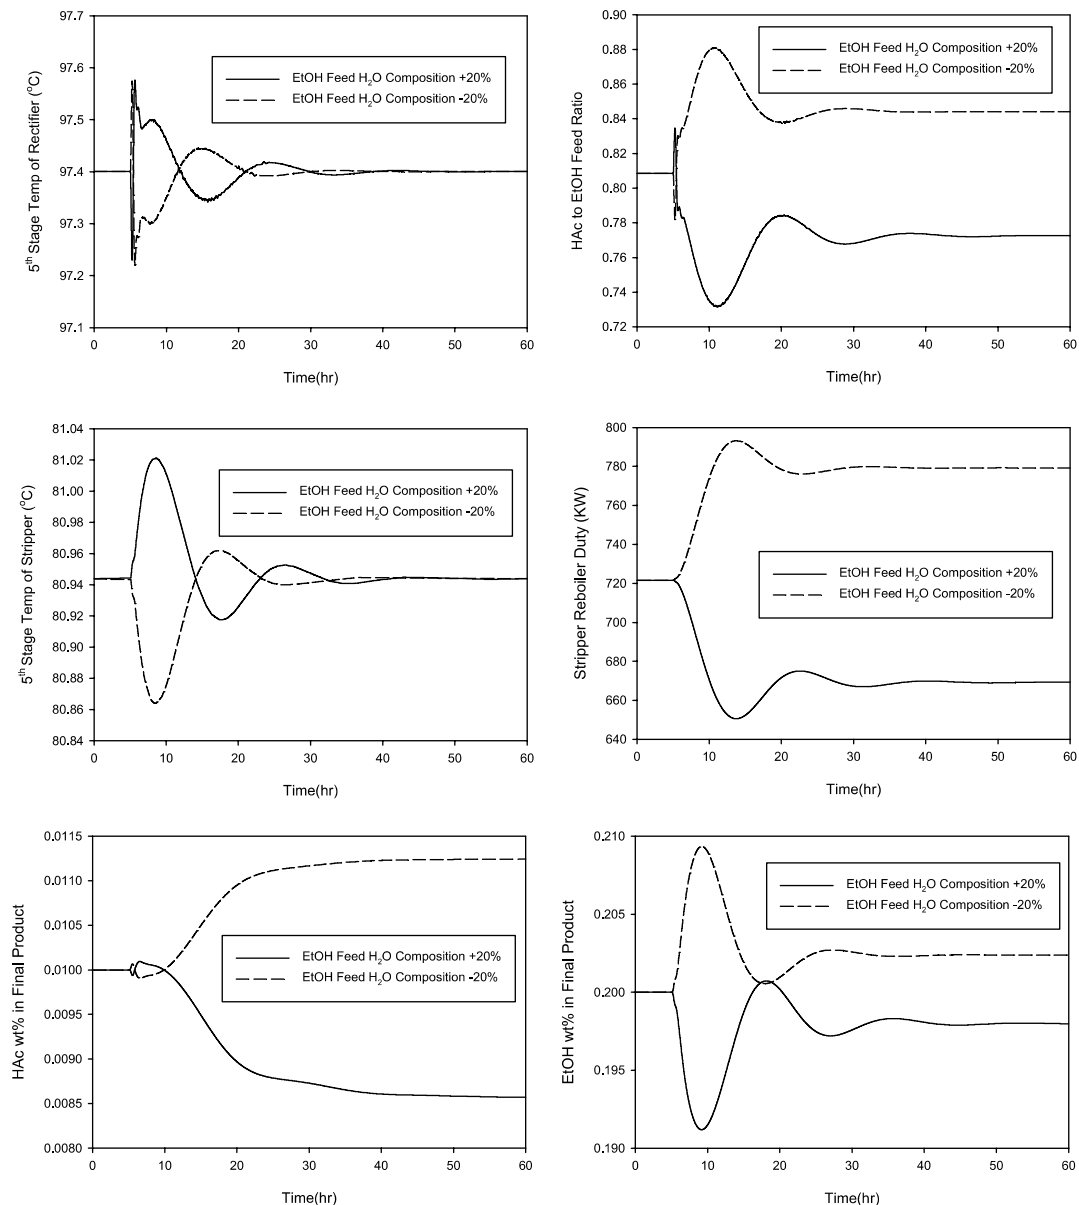 97.7
97.6
97.5
97.4
97.3
97.2
97.1
5th Stage Temp of Rectifier (oC)
EtOH Feed H2O Composition +20%
EtOH Feed H2O Composition -20%
0 10 20 30 40 50 60
Time(hr)
0.90
0.88
0.86
0.84
0.82
0.80
0.78
0.76
0.74
0.72
HAc to EtOH Feed Ratio
EtOH Feed H2O Composition +20%
EtOH Feed H2O Composition -20%
0 10 20 30 40 50 60
Time(hr)
81.04
81.02
81.00
80.98
80.96
80.94
80.92
80.90
80.88
80.86
80.84
5th Stage Temp of Stripper (oC)
EtOH Feed H2O Composition +20%
EtOH Feed H2O Composition -20%
0 10 20 30 40 50 60
Time(hr)
800
780
760
740
720
700
680
660
640
Stripper Reboiler Duty (KW)
EtOH Feed H2O Composition +20%
EtOH Feed H2O Composition -20%
0 10 20 30 40 50 60
Time(hr)
0.0115
0.0110
0.0105
0.0100
0.0095
0.0090
0.0085
0.0080
HAc wt% in Final Product
EtOH Feed H2O Composition +20%
EtOH Feed H2O Composition -20%
0 10 20 30 40 50 60
Time(hr)
0.210
0.205
0.200
0.195
0.190
EtOH wt% in Final Product
EtOH Feed H2O Composition +20%
EtOH Feed H2O Composition -20%
0 10 20 30 40 50 60
Time(hr)